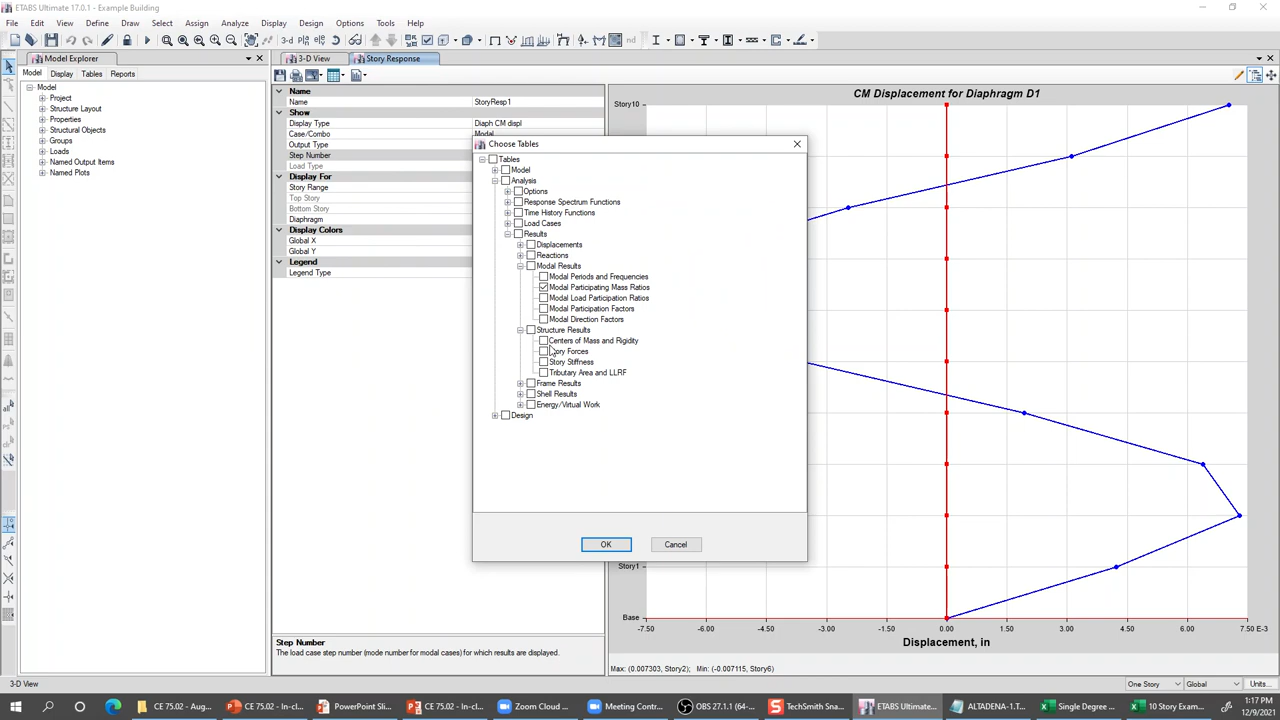 ETABS Ultimate 17.0.1 - Example Building
File Edit View Define Draw Select Assign Analyze Display Design Options Tools Help
3-d nd
Model Explorer
3-D View Story Response
Model Display Tables Reports
Model
Project
Structure Layout
Properties
Structural Objects
Groups
Loads
Named Output Items
Named Plots
Name
Name StoryResp1
Show
Display Type Diaph CM displ
Case/Combo Modal
Output Type
Step Number
Load Type
Display For
Story Range
Top Story
Bottom Story
Diaphragm
Display Colors
Global X
Global Y
Legend
Legend Type
Step Number
The load case step number (mode number for modal cases) for which results are displayed.
Choose Tables
Tables
Model
Analysis
Options
Response Spectrum Functions
Time History Functions
Load Cases
Results
Displacements
Reactions
Modal Results
Modal Periods and Frequencies
Modal Participating Mass Ratios
Modal Load Participation Ratios
Modal Participation Factors
Modal Direction Factors
Structure Results
Centers of Mass and Rigidity
Forces
Story Stiffness
Tributary Area and LLRF
Frame Results
Shell Results
Energy/Virtual Work
Design
OK Cancel
CM Displacement for Diaphragm D1
Story10
Story1
Base
-7.50 -6.00 -4.50 -3.00 -1.50 0.00 1.50 3.00 4.50 6.00 7.50 E-3
Displacement, in
Max: (0.007303, Story2); Min: (-0.007115, Story6)
3-D View
One Story Global Units...
CE 75.02 - Aug... CE 75.02 - In-cl... PowerPoint Slid... CE 75.02 - In-cl... Zoom Cloud ... Meeting Contr... OBS 27.1.1 (64-... TechSmith Sna... ETABS Ultimate... ALTADENA-1.T... Single Degree ... 10 Story Exam...
1:17 PM
12/9/2021